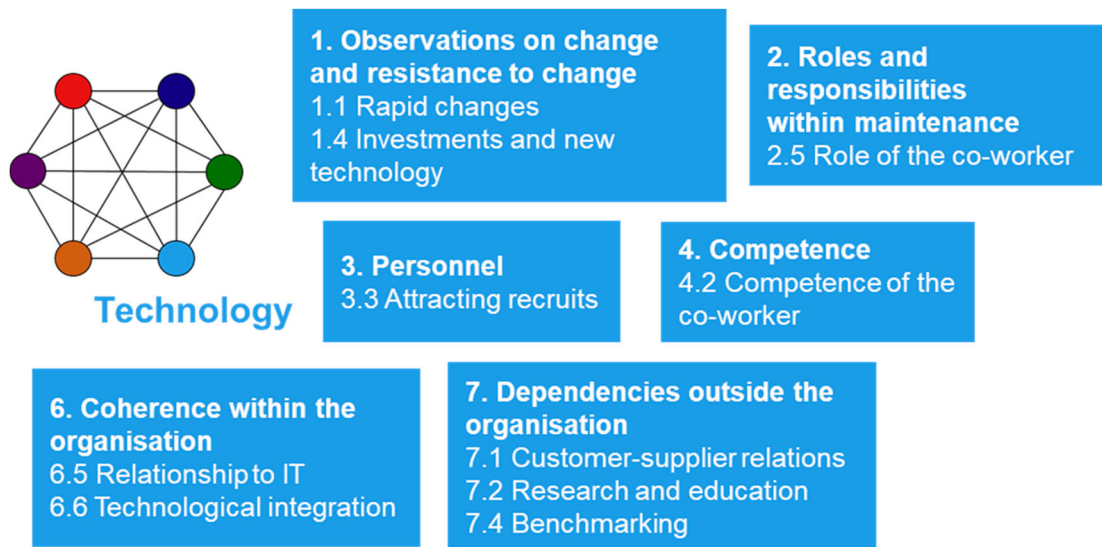 1. Observations on change
and resistance to change
1.1 Rapid changes
1.4 Investments and new
technology
2. Roles and
responsibilities
within maintenance
2.5 Role of the co-worker
Technology
3. Personnel
3.3 Attracting recruits
4. Competence
4.2 Competence of the
co-worker
6. Coherence within the
organisation
6.5 Relationship to IT
6.6 Technological integration
7. Dependencies outside the
organisation
7.1 Customer-supplier relations
7.2 Research and education
7.4 Benchmarking